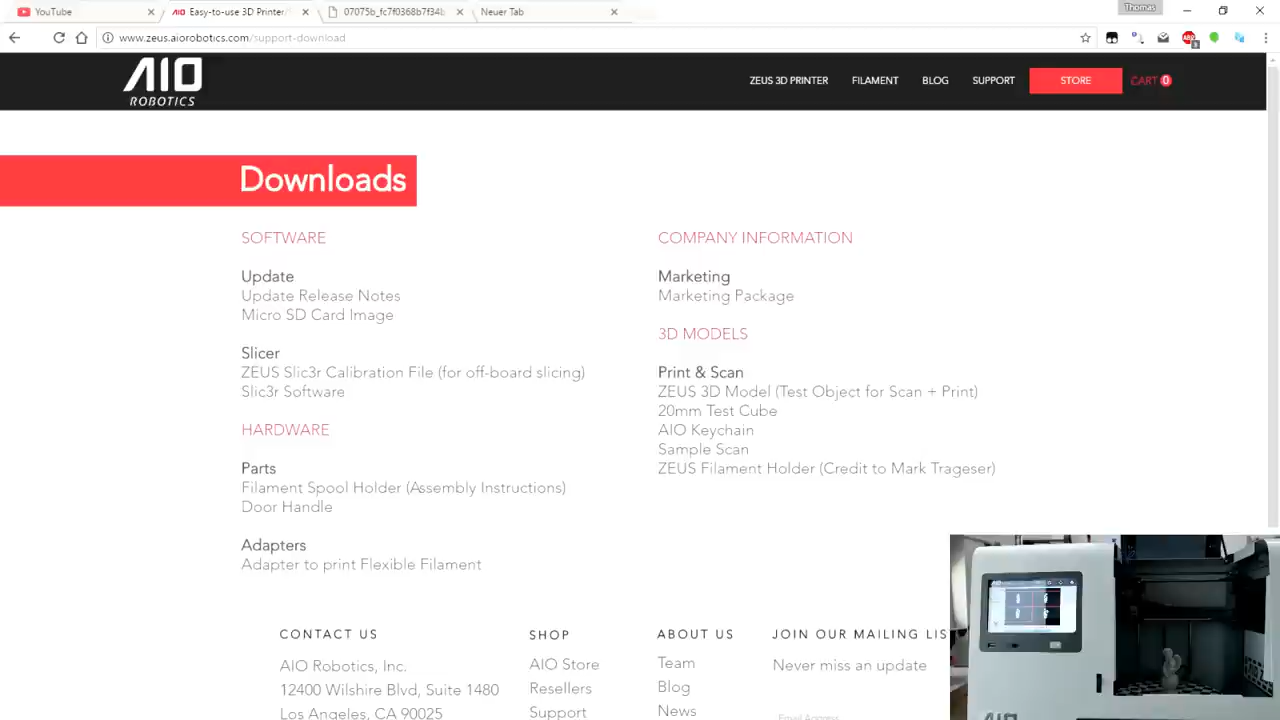 YouTube
AIO Easy-to-use 3D Printer
07075b_fc7f0368b7f34b
Neuer Tab
Thomas
www.zeus.aiorobotics.com/support-download
AIO
ROBOTICS
ZEUS 3D PRINTER
FILAMENT
BLOG
SUPPORT
STORE
CART 0
Downloads
SOFTWARE
Update
Update Release Notes
Micro SD Card Image
Slicer
ZEUS Slic3r Calibration File (for off-board slicing)
Slic3r Software
HARDWARE
Parts
Filament Spool Holder (Assembly Instructions)
Door Handle
Adapters
Adapter to print Flexible Filament
COMPANY INFORMATION
Marketing
Marketing Package
3D MODELS
Print & Scan
ZEUS 3D Model (Test Object for Scan + Print)
20mm Test Cube
AIO Keychain
Sample Scan
ZEUS Filament Holder (Credit to Mark Trageser)
CONTACT US
AIO Robotics, Inc.
12400 Wilshire Blvd, Suite 1480
Los Angeles, CA 90025
SHOP
AIO Store
Resellers
Support
ABOUT US
Team
Blog
News
JOIN OUR MAILING LIS
Never miss an update
Email Address
AIO